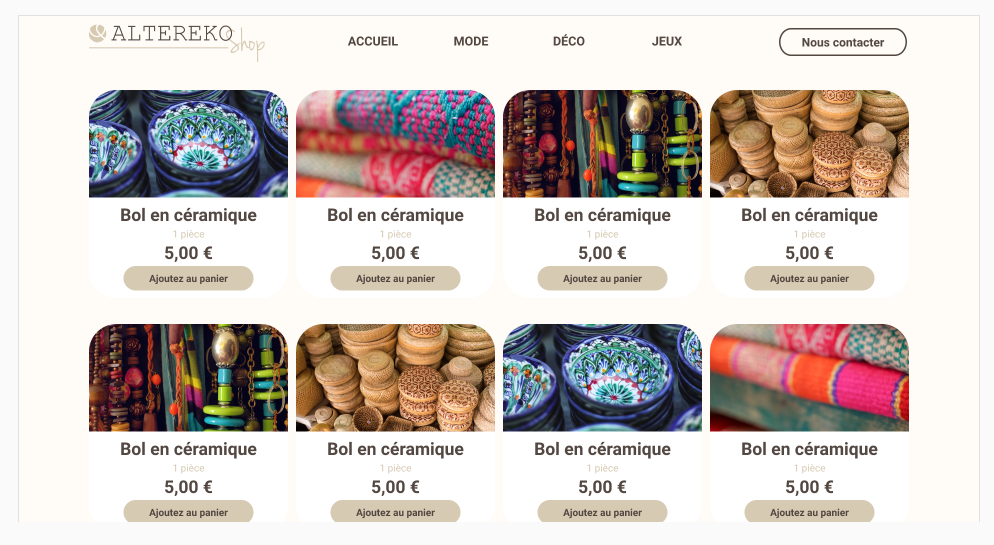 ALTEREKO Shop
ACCUEIL MODE DÉCO JEUX Nous contacter
Bol en céramique Bol en céramique Bol en céramique Bol en céramique
1 pièce 1 pièce 1 pièce 1 pièce
5,00 € 5,00 € 5,00 € 5,00 €
Ajoutez au panier Ajoutez au panier Ajoutez au panier Ajoutez au panier
Bol en céramique Bol en céramique Bol en céramique Bol en céramique
1 pièce 1 pièce 1 pièce 1 pièce
5,00 € 5,00 € 5,00 € 5,00 €
Ajoutez au panier Ajoutez au panier Ajoutez au panier Ajoutez au panier